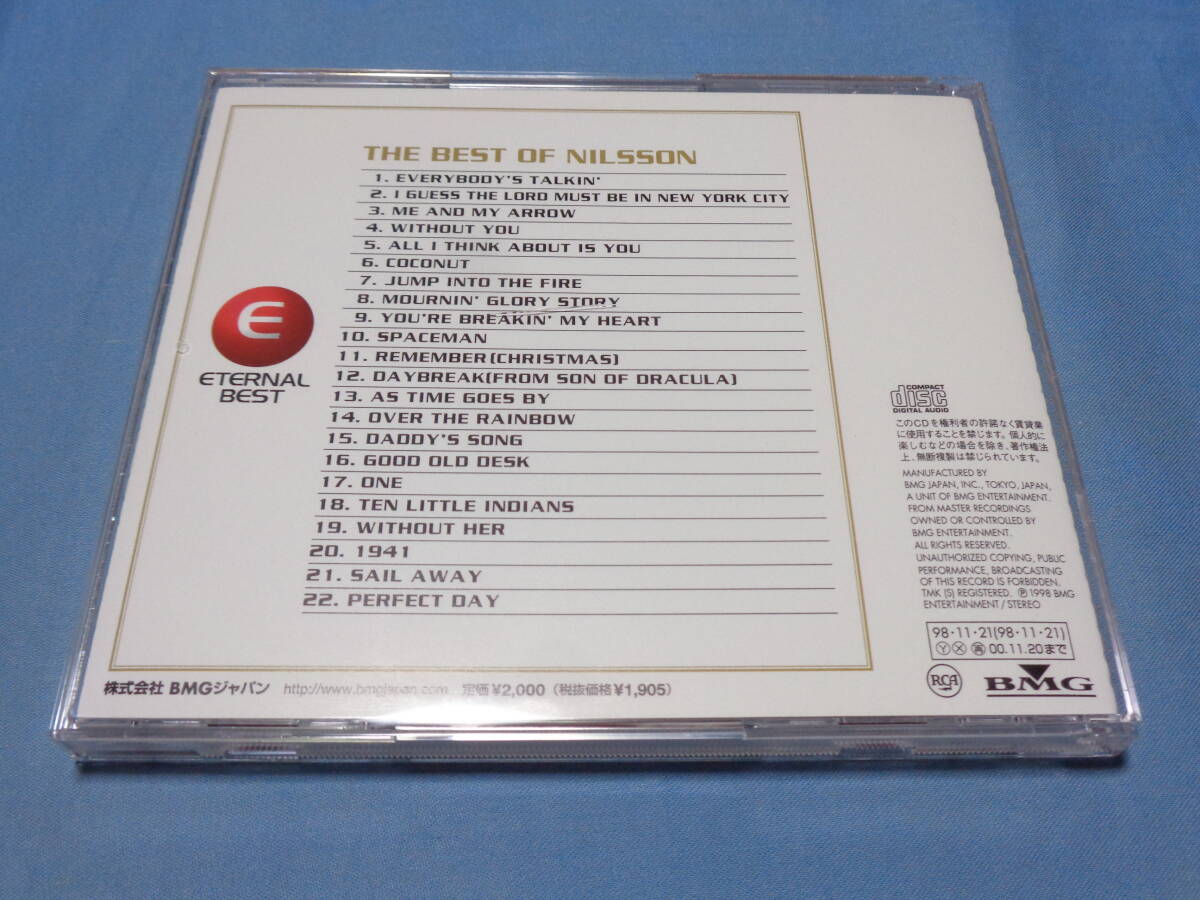 THE BEST OF NILSSON
1. EVERYBODY'S TALKIN'
2. I GUESS THE LORD MUST BE IN NEW YORK CITY
3. ME AND MY ARROW
4. WITHOUT YOU
5. ALL I THINK ABOUT IS YOU
6. COCONUT
7. JUMP INTO THE FIRE
8. MOURNIN' GLORY STORY
9. YOU'RE BREAKIN' MY HEART
10. SPACEMAN
11. REMEMBER(CHRISTMAS)
12. DAYBREAK(FROM SON OF DRACULA)
13. AS TIME GOES BY
14. OVER THE RAINBOW
15. DADDY'S SONG
16. GOOD OLD DESK
17. ONE
18. TEN LITTLE INDIANS
19. WITHOUT HER
20. 1941
21. SAIL AWAY
22. PERFECT DAY
E
ETERNAL
BEST
COMPACT
disc
DIGITAL AUDIO
このCDを権利者の許諾なく賃貸業
に使用することを禁じます。個人的に
楽しむなどの場合を除き、著作権法
上、無断複製は禁じられています。
MANUFACTURED BY
BMG JAPAN, INC., TOKYO, JAPAN,
A UNIT OF BMG ENTERTAINMENT.
FROM MASTER RECORDINGS
OWNED OR CONTROLLED BY
BMG ENTERTAINMENT.
ALL RIGHTS RESERVED.
UNAUTHORIZED COPYING, PUBLIC
PERFORMANCE, BROADCASTING
OF THIS RECORD IS FORBIDDEN.
TMK (S) REGISTERED. ℗ 1998 BMG
ENTERTAINMENT / STEREO
98・11・21(98・11・21)
Ⓨ Ⓧ 再 00.11.20まで
RCA
BMG
株式会社 BMGジャパン http://www.bmgjapan.com 定価¥2,000 (税抜価格¥1,905)